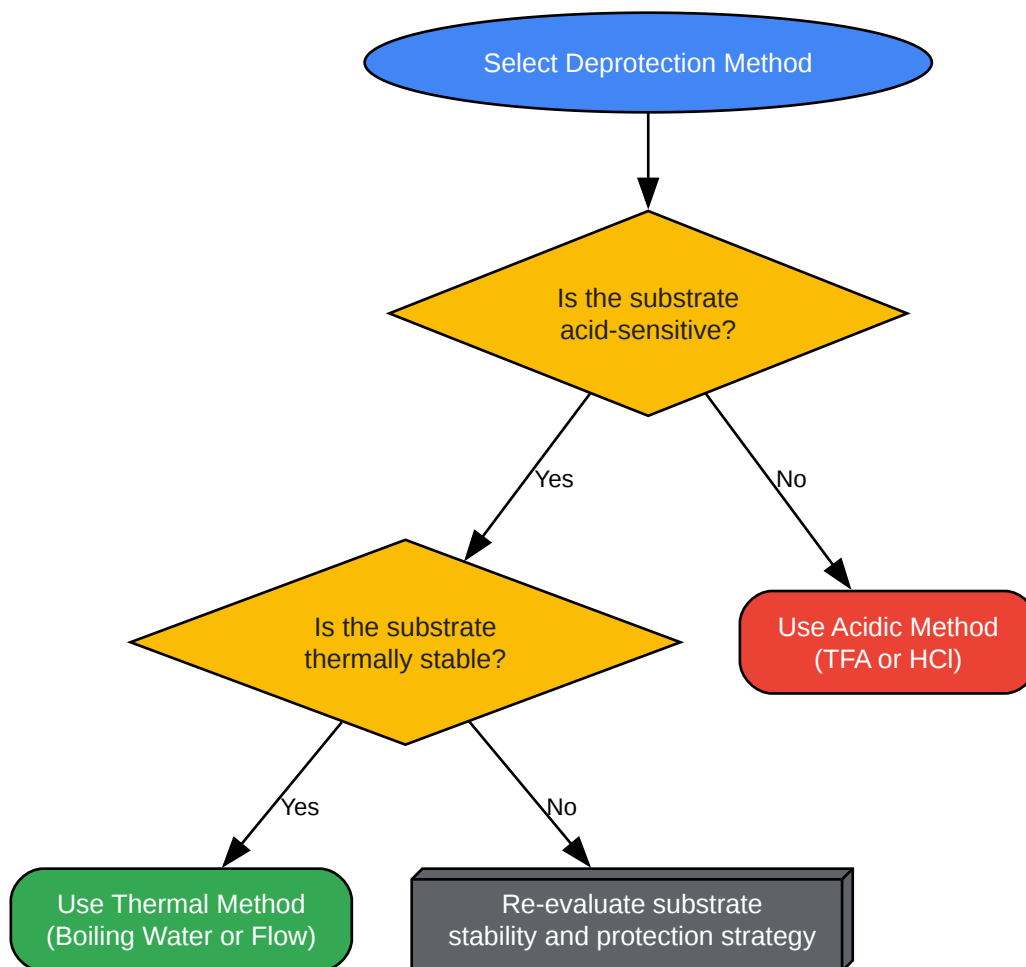 Select Deprotection Method
Is the substrate
acid-sensitive?
Yes
No
Is the substrate
thermally stable?
Use Acidic Method
(TFA or HCl)
Yes
No
Use Thermal Method
(Boiling Water or Flow)
Re-evaluate substrate
stability and protection strategy